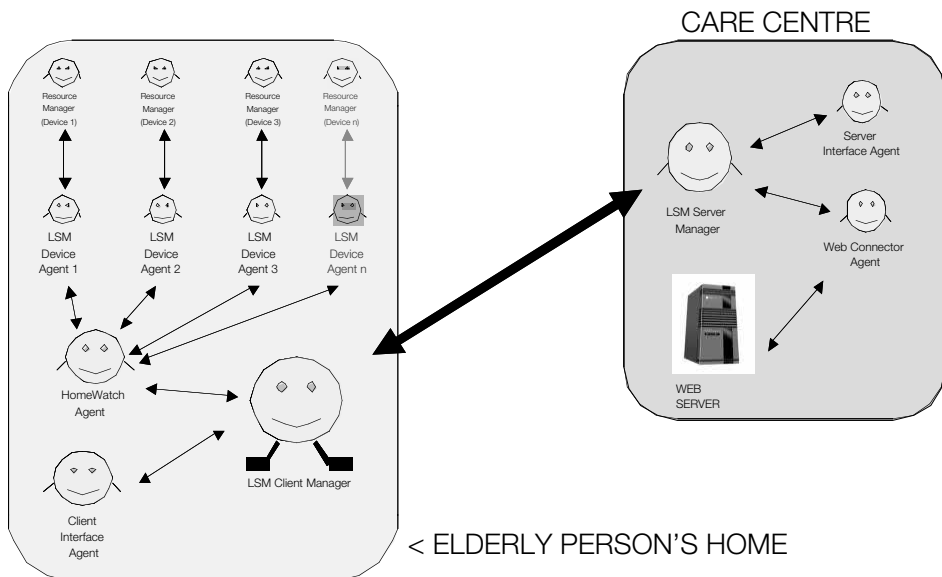 CARE CENTRE
Resource
Manager
(Device 1)
Resource
Manager
(Device 2)
Resource
Manager
(Device 3)
Resource
Manager
(Device n)
LSM
Device
Agent 1
LSM
Device
Agent 2
LSM
Device
Agent 3
LSM
Device
Agent n
HomeWatch
Agent
LSM Client Manager
Client
Interface
Agent
< ELDERLY PERSON'S HOME
Server
Interface Agent
LSM Server
Manager
Web Connector
Agent
WEB
SERVER